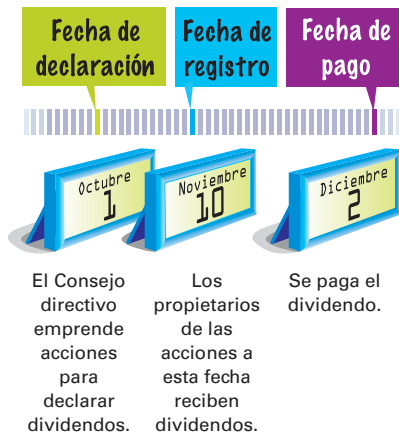 Fecha de
declaración
Fecha de
registro
Fecha de
pago
Octubre
1
Noviembre
10
Diciembre
2
El Consejo
directivo
emprende
acciones
para
declarar
dividendos.
Los
propietarios
de las
acciones a
esta fecha
reciben
dividendos.
Se paga el
dividendo.